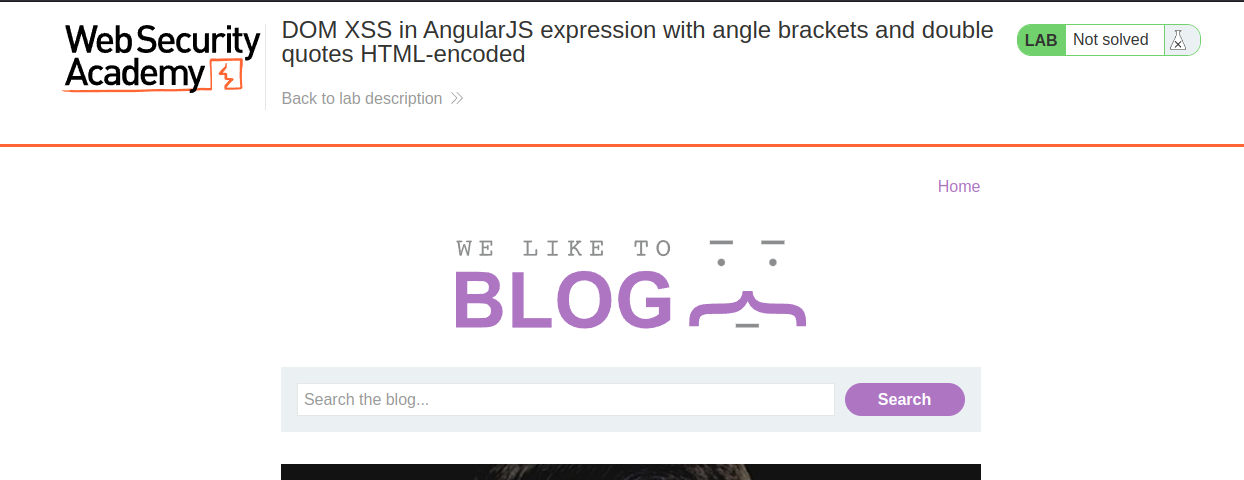 Web Security
Academy
DOM XSS in AngularJS expression with angle brackets and double
quotes HTML-encoded
Back to lab description
LAB Not solved
Home
WE LIKE TO
BLOG
Search the blog...
Search